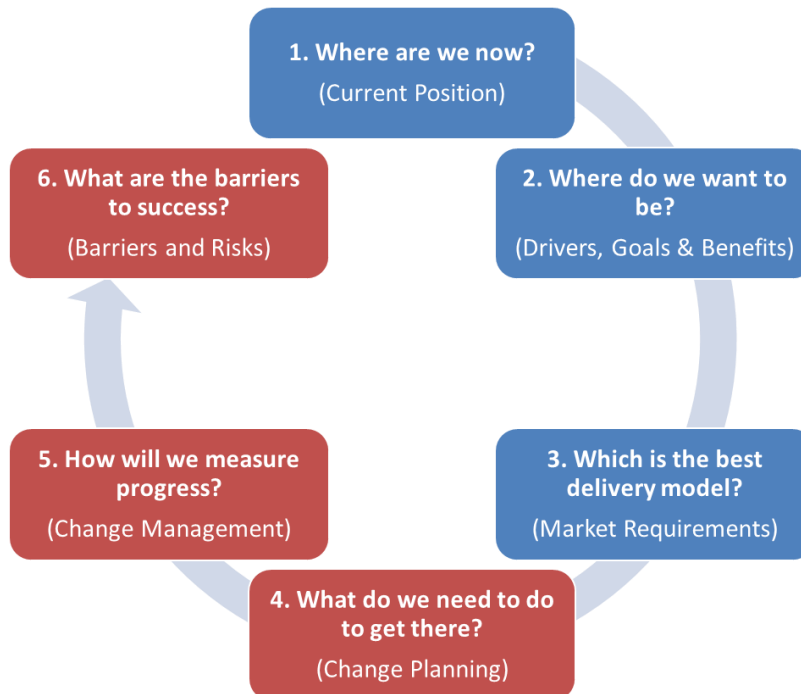 1. Where are we now?
(Current Position)
2. Where do we want to
be?
(Drivers, Goals & Benefits)
3. Which is the best
delivery model?
(Market Requirements)
4. What do we need to do
to get there?
(Change Planning)
5. How will we measure
progress?
(Change Management)
6. What are the barriers
to success?
(Barriers and Risks)